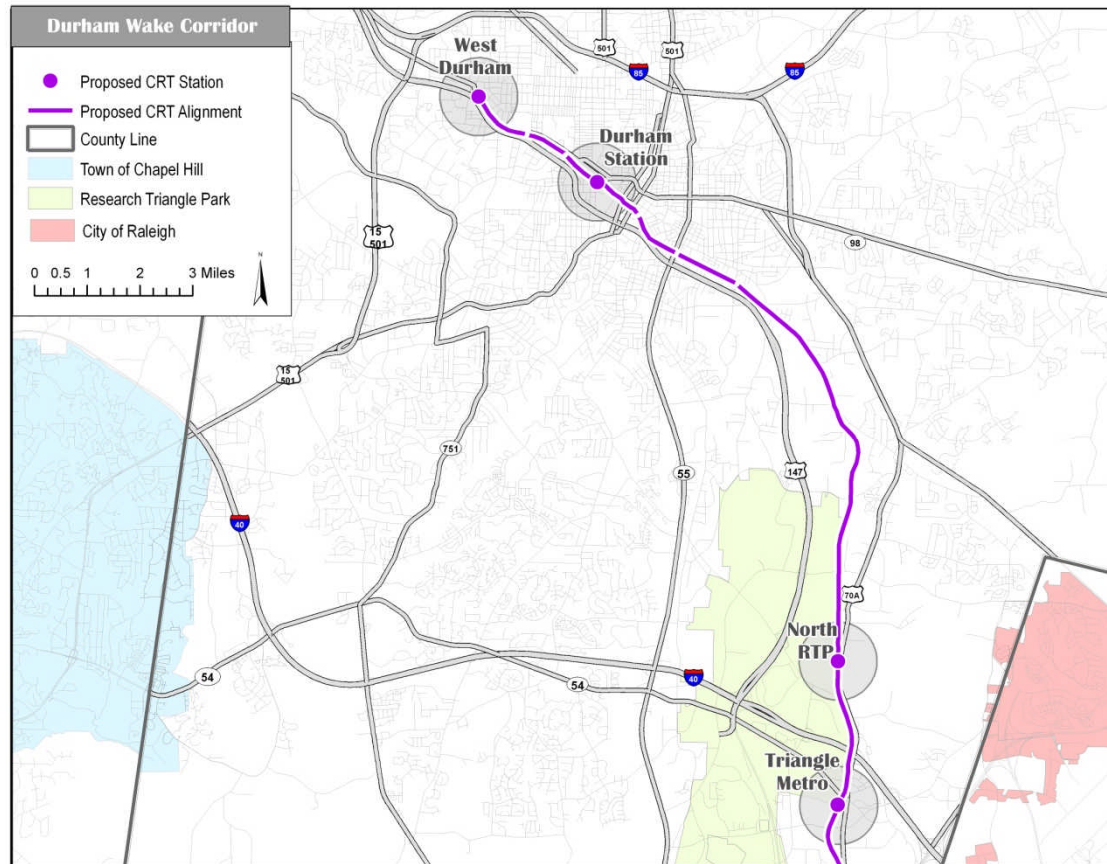 Durham Wake Corridor
Proposed CRT Station
Proposed CRT Alignment
County Line
Town of Chapel Hill
Research Triangle Park
City of Raleigh
0 0.5 1 2 3 Miles
N
West
Durham
501
501
85
85
Durham
Station
15
501
98
15
501
751
55
147
40
70A
North
RTP
54
54
40
Triangle
Metro